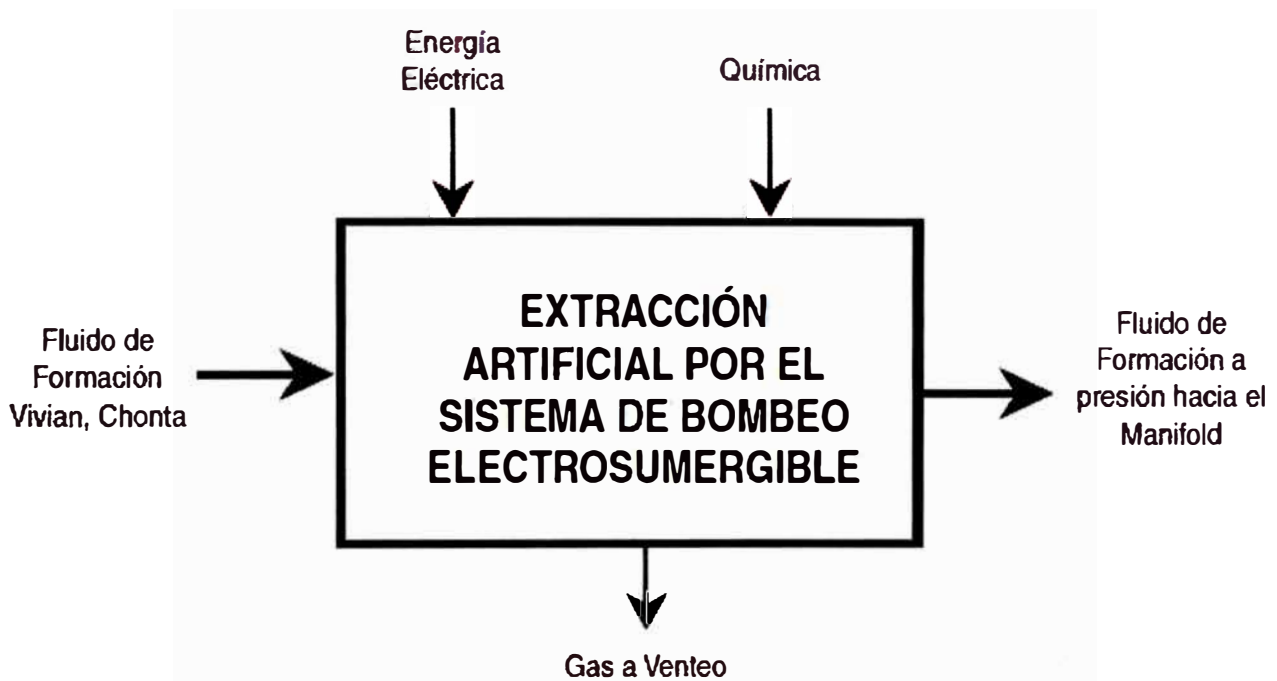 Energía
Eléctrica
Química
Fluido de
Formación
Vivian, Chonta
EXTRACCIÓN
ARTIFICIAL POR EL
SISTEMA DE BOMBEO
ELECTROSUMERGIBLE
Fluido de
Formación a
presión hacia el
Manifold
Gas a Venteo